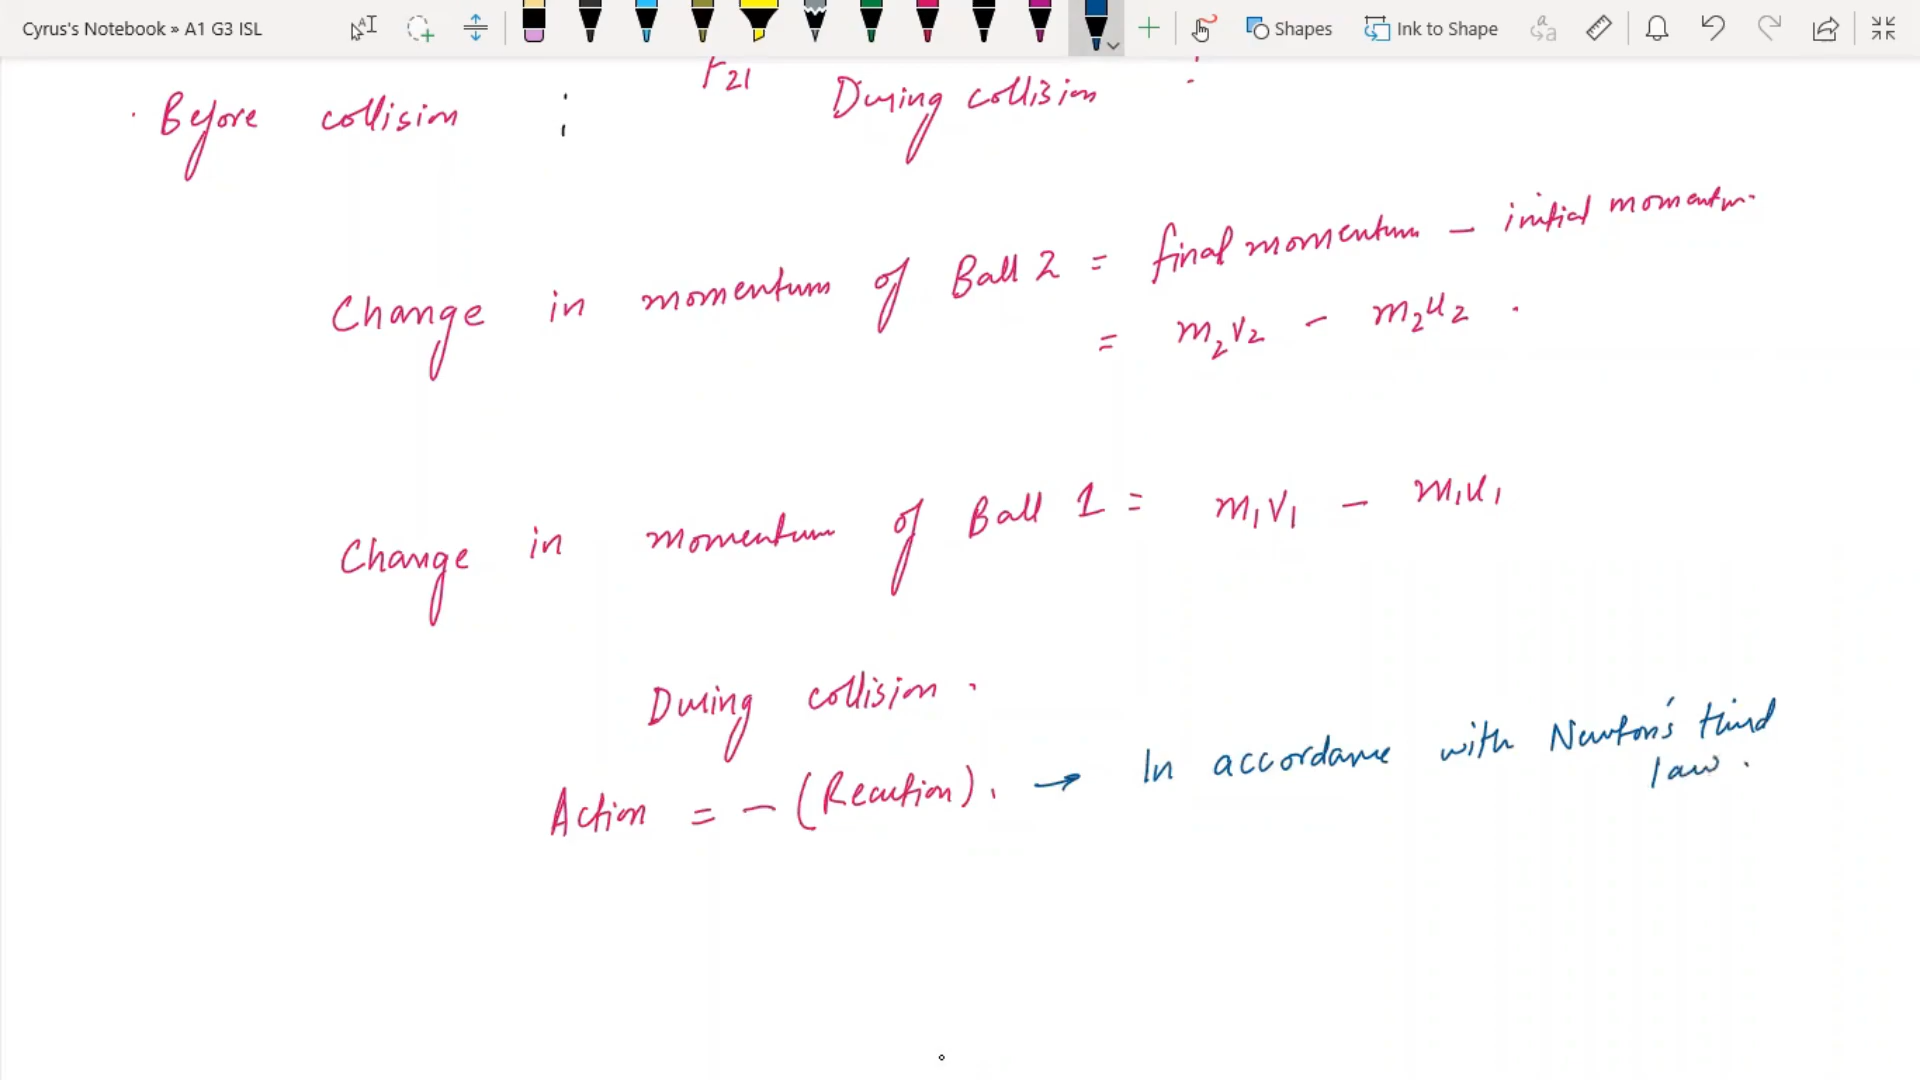 Cyrus's Notebook » A1 G3 ISL
Shapes
Ink to Shape
F21
. Before collision :
During collision :
Change in momentum of Ball 2 = final momentum − initial momentum.
= m₂v₂ − m₂u₂ .
Change in momentum of Ball 1 = m₁v₁ − m₁u₁
During collision .
Action = − (Reaction). → In accordance with Newton's third
law .